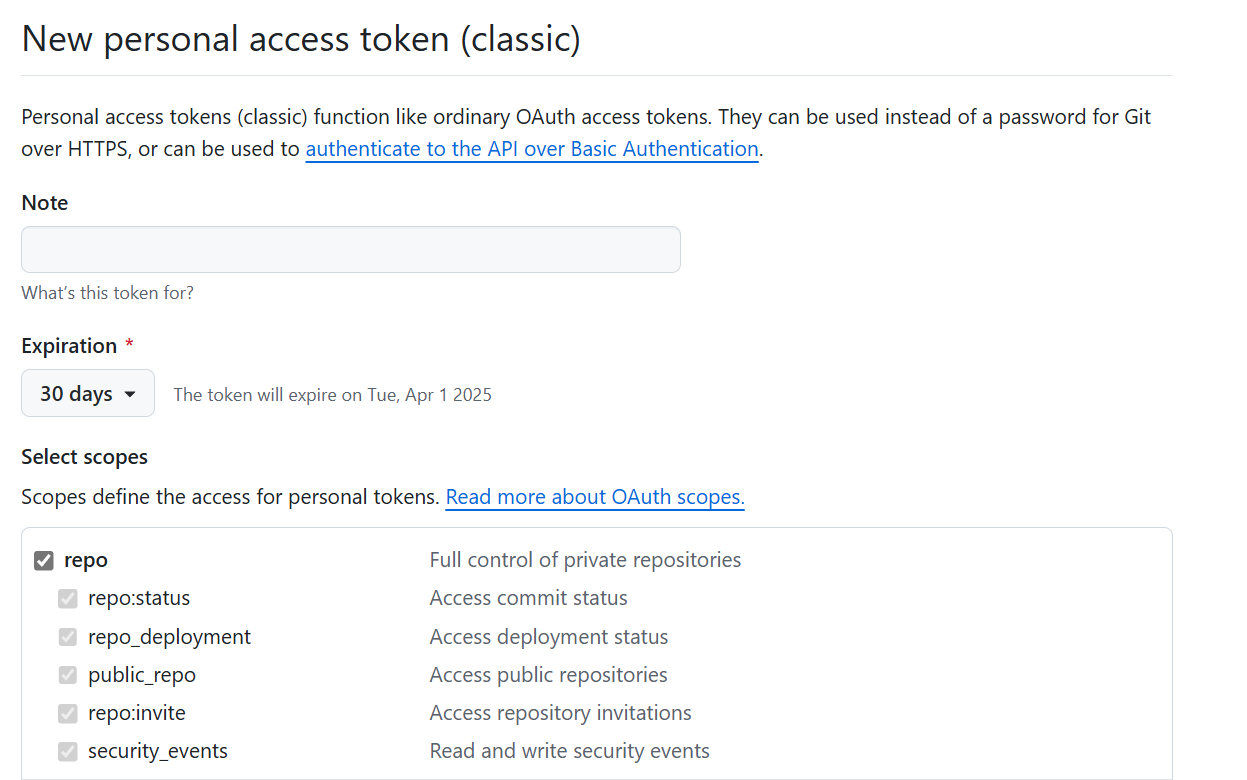 New personal access token (classic)
Personal access tokens (classic) function like ordinary OAuth access tokens. They can be used instead of a password for Git
over HTTPS, or can be used to authenticate to the API over Basic Authentication.
Note
What's this token for?
Expiration *
30 days The token will expire on Tue, Apr 1 2025
Select scopes
Scopes define the access for personal tokens. Read more about OAuth scopes.
repo Full control of private repositories
repo:status Access commit status
repo_deployment Access deployment status
public_repo Access public repositories
repo:invite Access repository invitations
security_events Read and write security events